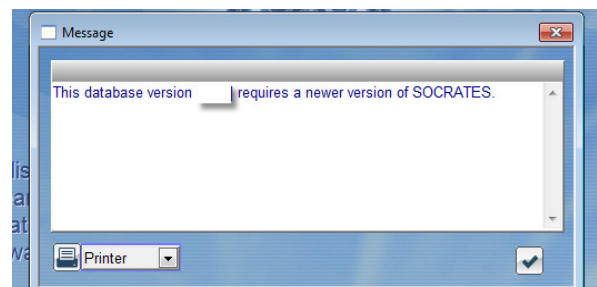 Message
This database version requires a newer version of SOCRATES.
Printer